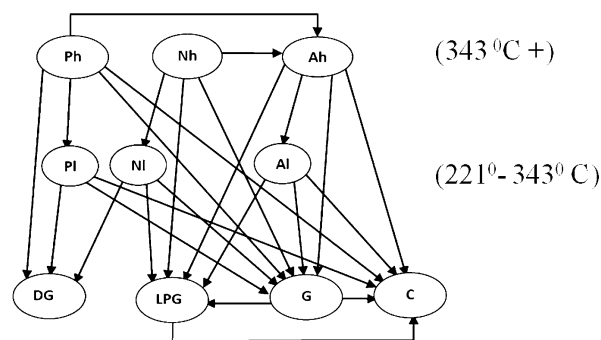 Ph Nh Ah (343 ⁰C +)
Pl Nl Al (221⁰- 343⁰ C)
DG LPG G C